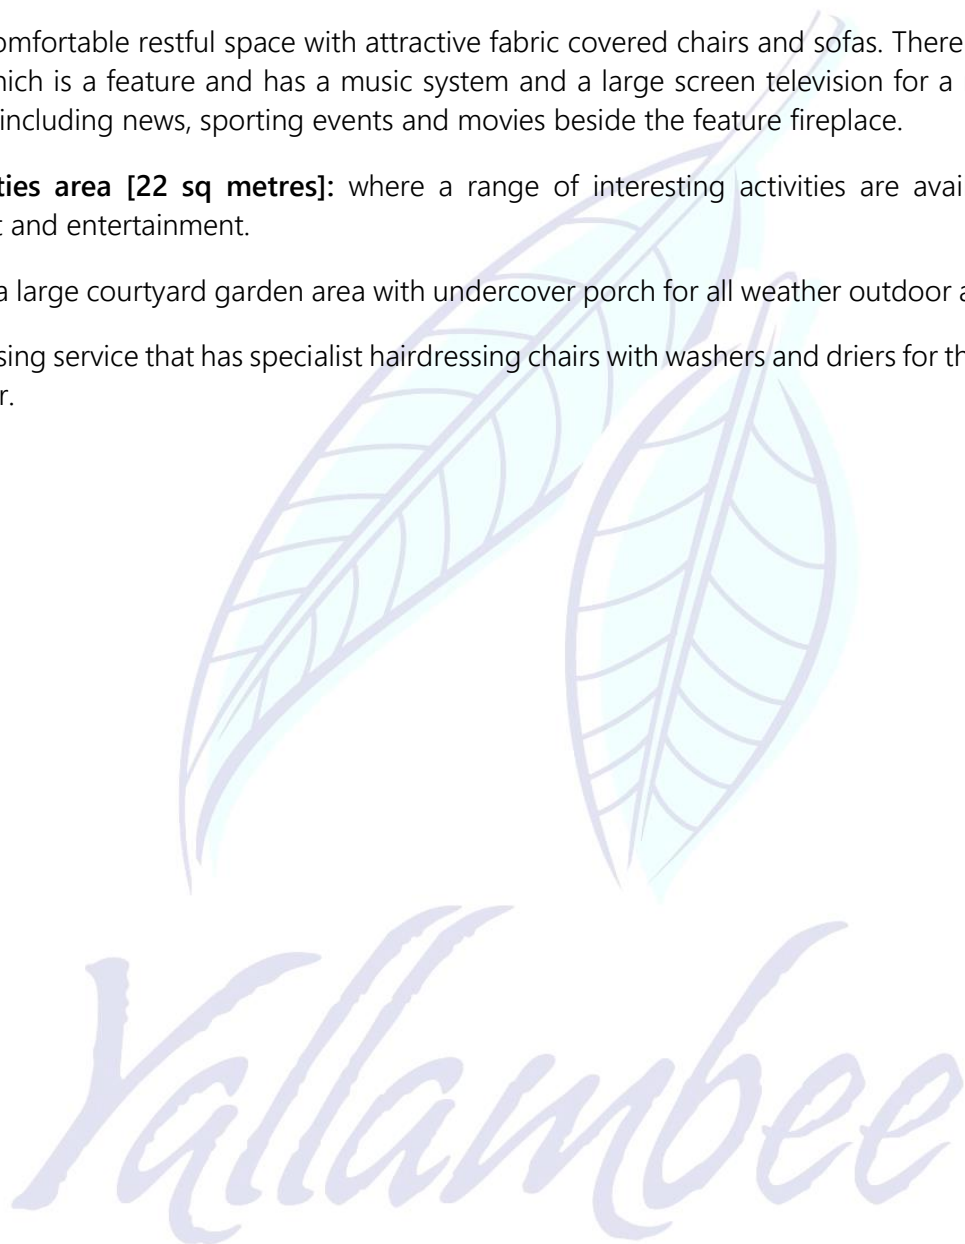 omfortable restful space with attractive fabric covered chairs and sofas. There
hich is a feature and has a music system and a large screen television for a
including news, sporting events and movies beside the feature fireplace.
ties area [22 sq metres]: where a range of interesting activities are avai
t and entertainment.
a large courtyard garden area with undercover porch for all weather outdoor a
sing service that has specialist hairdressing chairs with washers and driers for th
r.
Yallambee